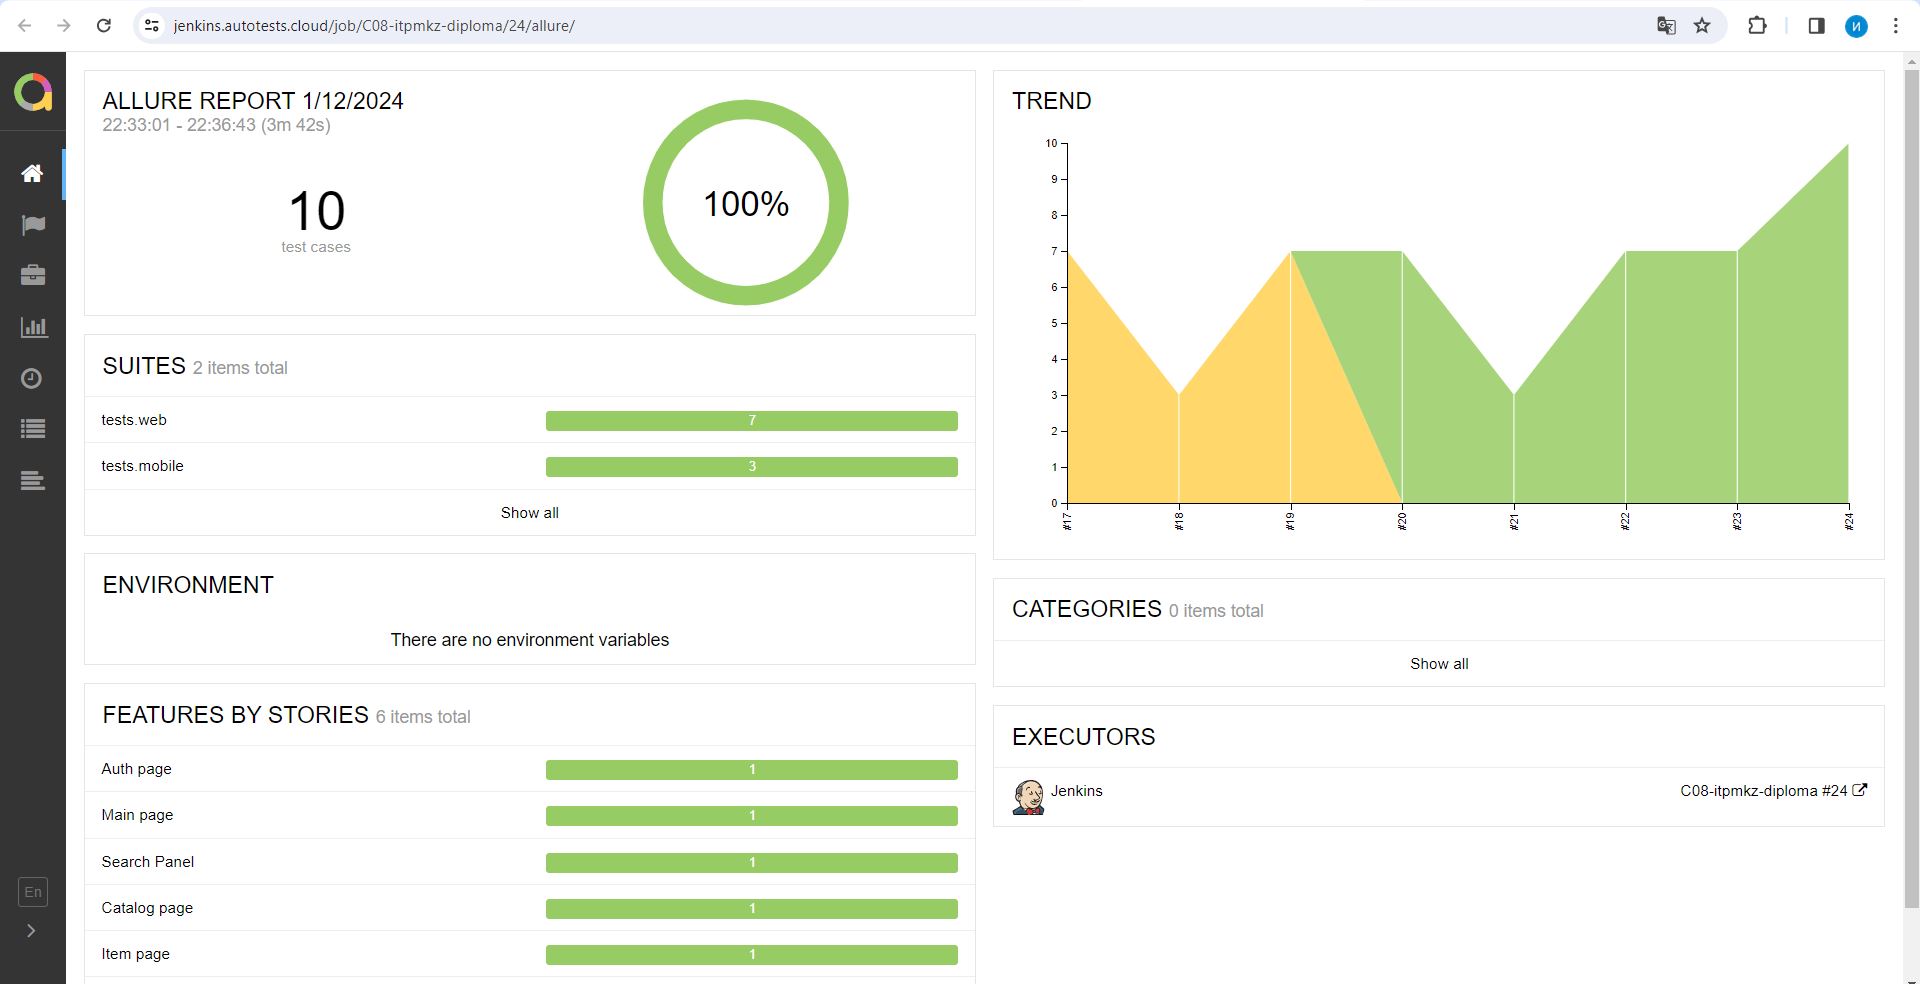 jenkins.autotests.cloud/job/C08-itpmkz-diploma/24/allure/
И
ALLURE REPORT 1/12/2024
22:33:01 - 22:36:43 (3m 42s)
10
test cases
100%
SUITES 2 items total
tests.web 7
tests.mobile 3
Show all
ENVIRONMENT
There are no environment variables
FEATURES BY STORIES 6 items total
Auth page 1
Main page 1
Search Panel 1
Catalog page 1
Item page 1
En
TREND
10
9
8
7
6
5
4
3
2
1
0
#17 #18 #19 #20 #21 #22 #23 #24
CATEGORIES 0 items total
Show all
EXECUTORS
Jenkins C08-itpmkz-diploma #24